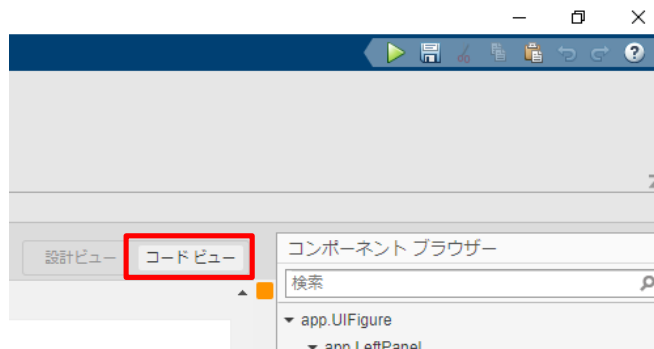 設計ビュー
コード ビュー
コンポーネント ブラウザー
検索
app.UIFigure
app.LeftPanel